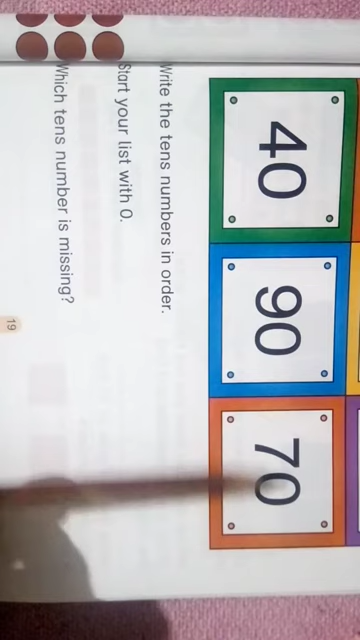 40 90 70
Write the tens numbers in order.
Start your list with 0.
Which tens number is missing?
19